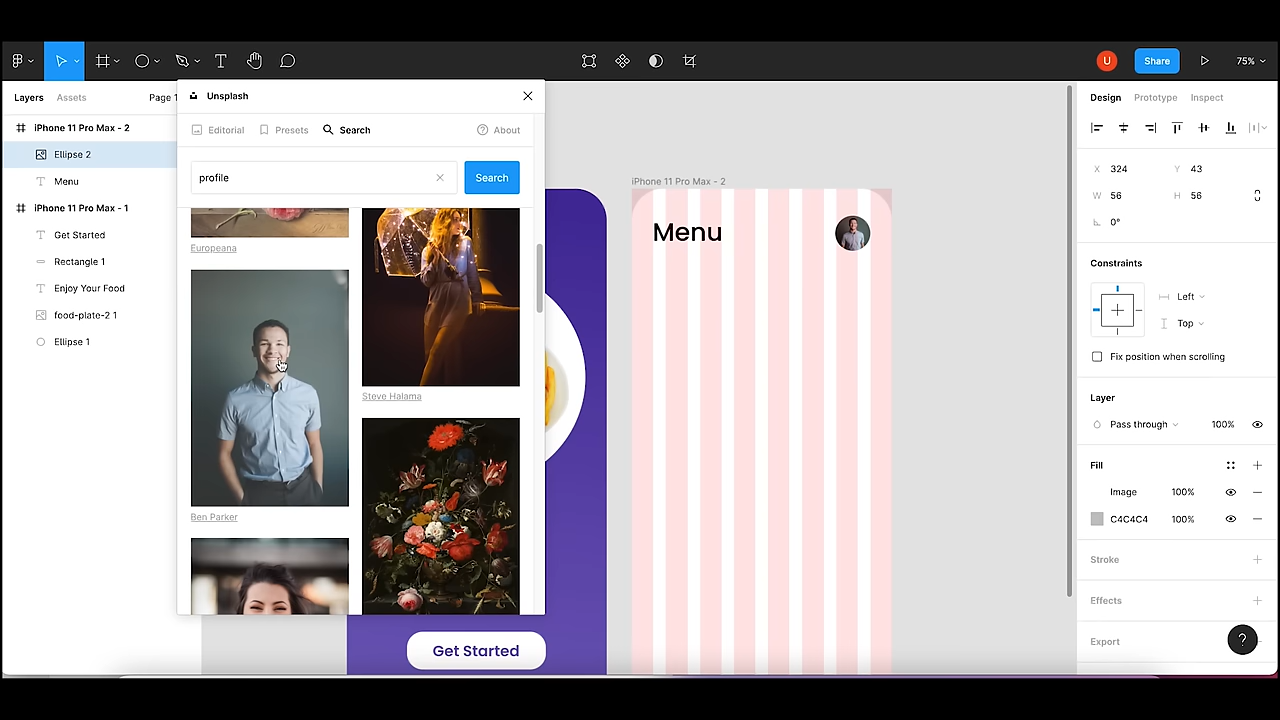 U
Share
75%
Layers
Assets
Page 1
iPhone 11 Pro Max - 2
Ellipse 2
Menu
iPhone 11 Pro Max - 1
Get Started
Rectangle 1
Enjoy Your Food
food-plate-2 1
Ellipse 1
Unsplash
Editorial
Presets
Search
About
profile
Search
Europeana
Steve Halama
Ben Parker
Get Started
iPhone 11 Pro Max - 2
Menu
Design
Prototype
Inspect
X 324 Y 43
W 56 H 56
0°
Constraints
Left
Top
Fix position when scrolling
Layer
Pass through 100%
Fill
Image 100%
C4C4C4 100%
Stroke
Effects
Export
?